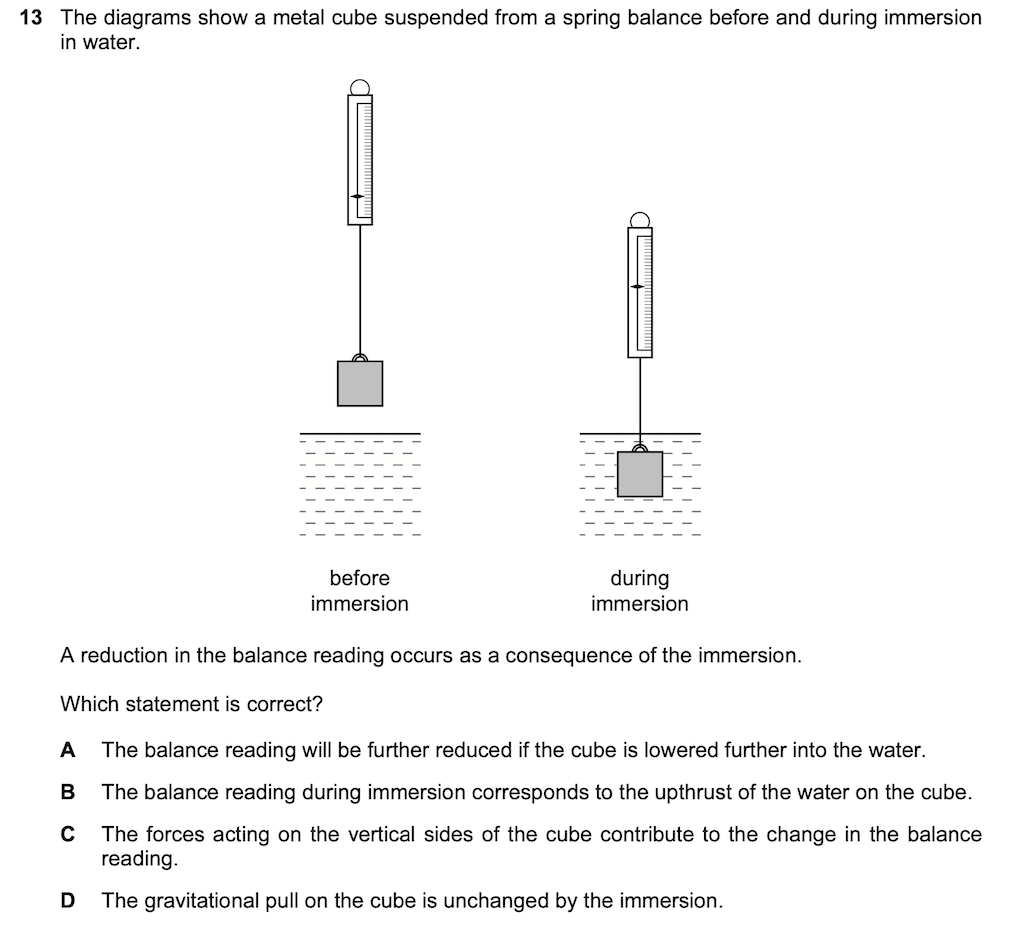 13 The diagrams show a metal cube suspended from a spring balance before and during immersion
in water.
before
immersion
during
immersion
A reduction in the balance reading occurs as a consequence of the immersion.
Which statement is correct?
A The balance reading will be further reduced if the cube is lowered further into the water.
B The balance reading during immersion corresponds to the upthrust of the water on the cube.
C The forces acting on the vertical sides of the cube contribute to the change in the balance
reading.
D The gravitational pull on the cube is unchanged by the immersion.